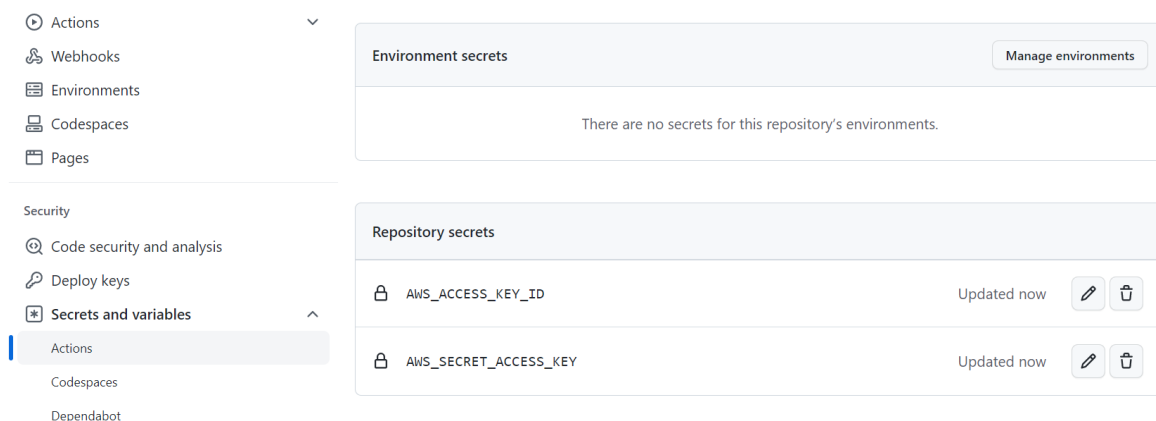 Actions
Webhooks
Environments
Codespaces
Pages
Security
Code security and analysis
Deploy keys
Secrets and variables
Actions
Codespaces
Dependabot
Environment secrets
Manage environments
There are no secrets for this repository's environments.
Repository secrets
AWS_ACCESS_KEY_ID Updated now
AWS_SECRET_ACCESS_KEY Updated now